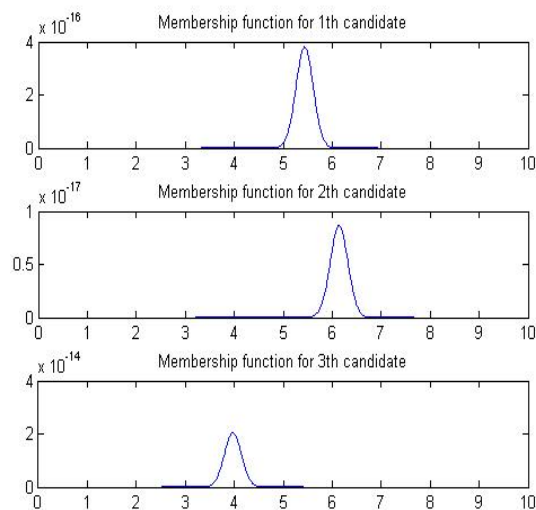 Membership function for 1th candidate
x 10^-16
4
2
0
0 1 2 3 4 5 6 7 8 9 10
Membership function for 2th candidate
x 10^-17
1
0.5
0
0 1 2 3 4 5 6 7 8 9 10
Membership function for 3th candidate
x 10^-14
4
2
0
0 1 2 3 4 5 6 7 8 9 10